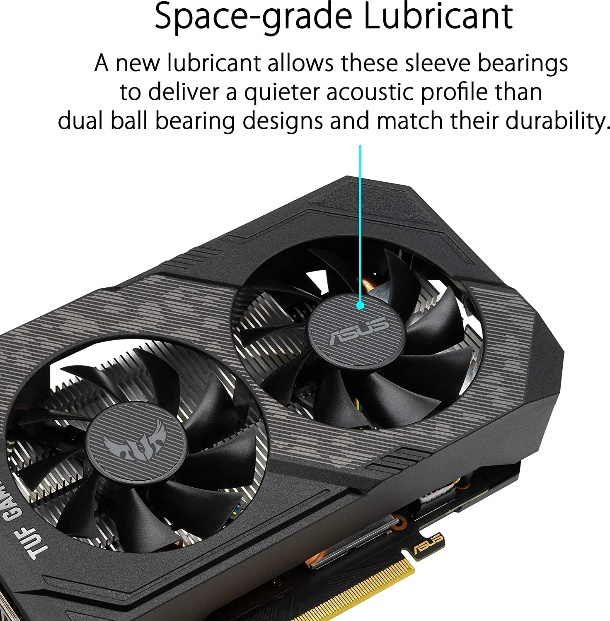 Space-grade Lubricant
A new lubricant allows these sleeve bearings
to deliver a quieter acoustic profile than
dual ball bearing designs and match their durability.
ASUS
TUF GAMI
ASUS